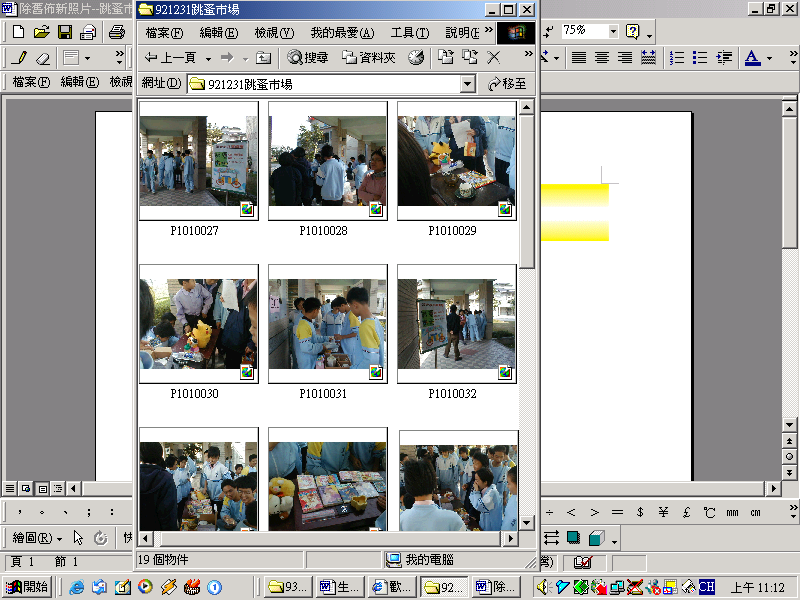 除舊佈新照片--跳蚤市
921231跳蚤市場
檔案(F) 編輯(E) 檢視(V) 我的最愛(A) 工具(T) 說明(
75%
上一頁 搜尋 資料夾
檔案(F) 編輯(E) 檢視
網址(D) 921231跳蚤市場 移至
P1010027 P1010028 P1010029
P1010030 P1010031 P1010032
, 。 、 ; :
÷ < > = $ ¥ £ ℃ mm cm
繪圖(R)
19 個物件 我的電腦
頁 1 節 1
開始 93... 生... 歡... 92... 除... CH 上午 11:12